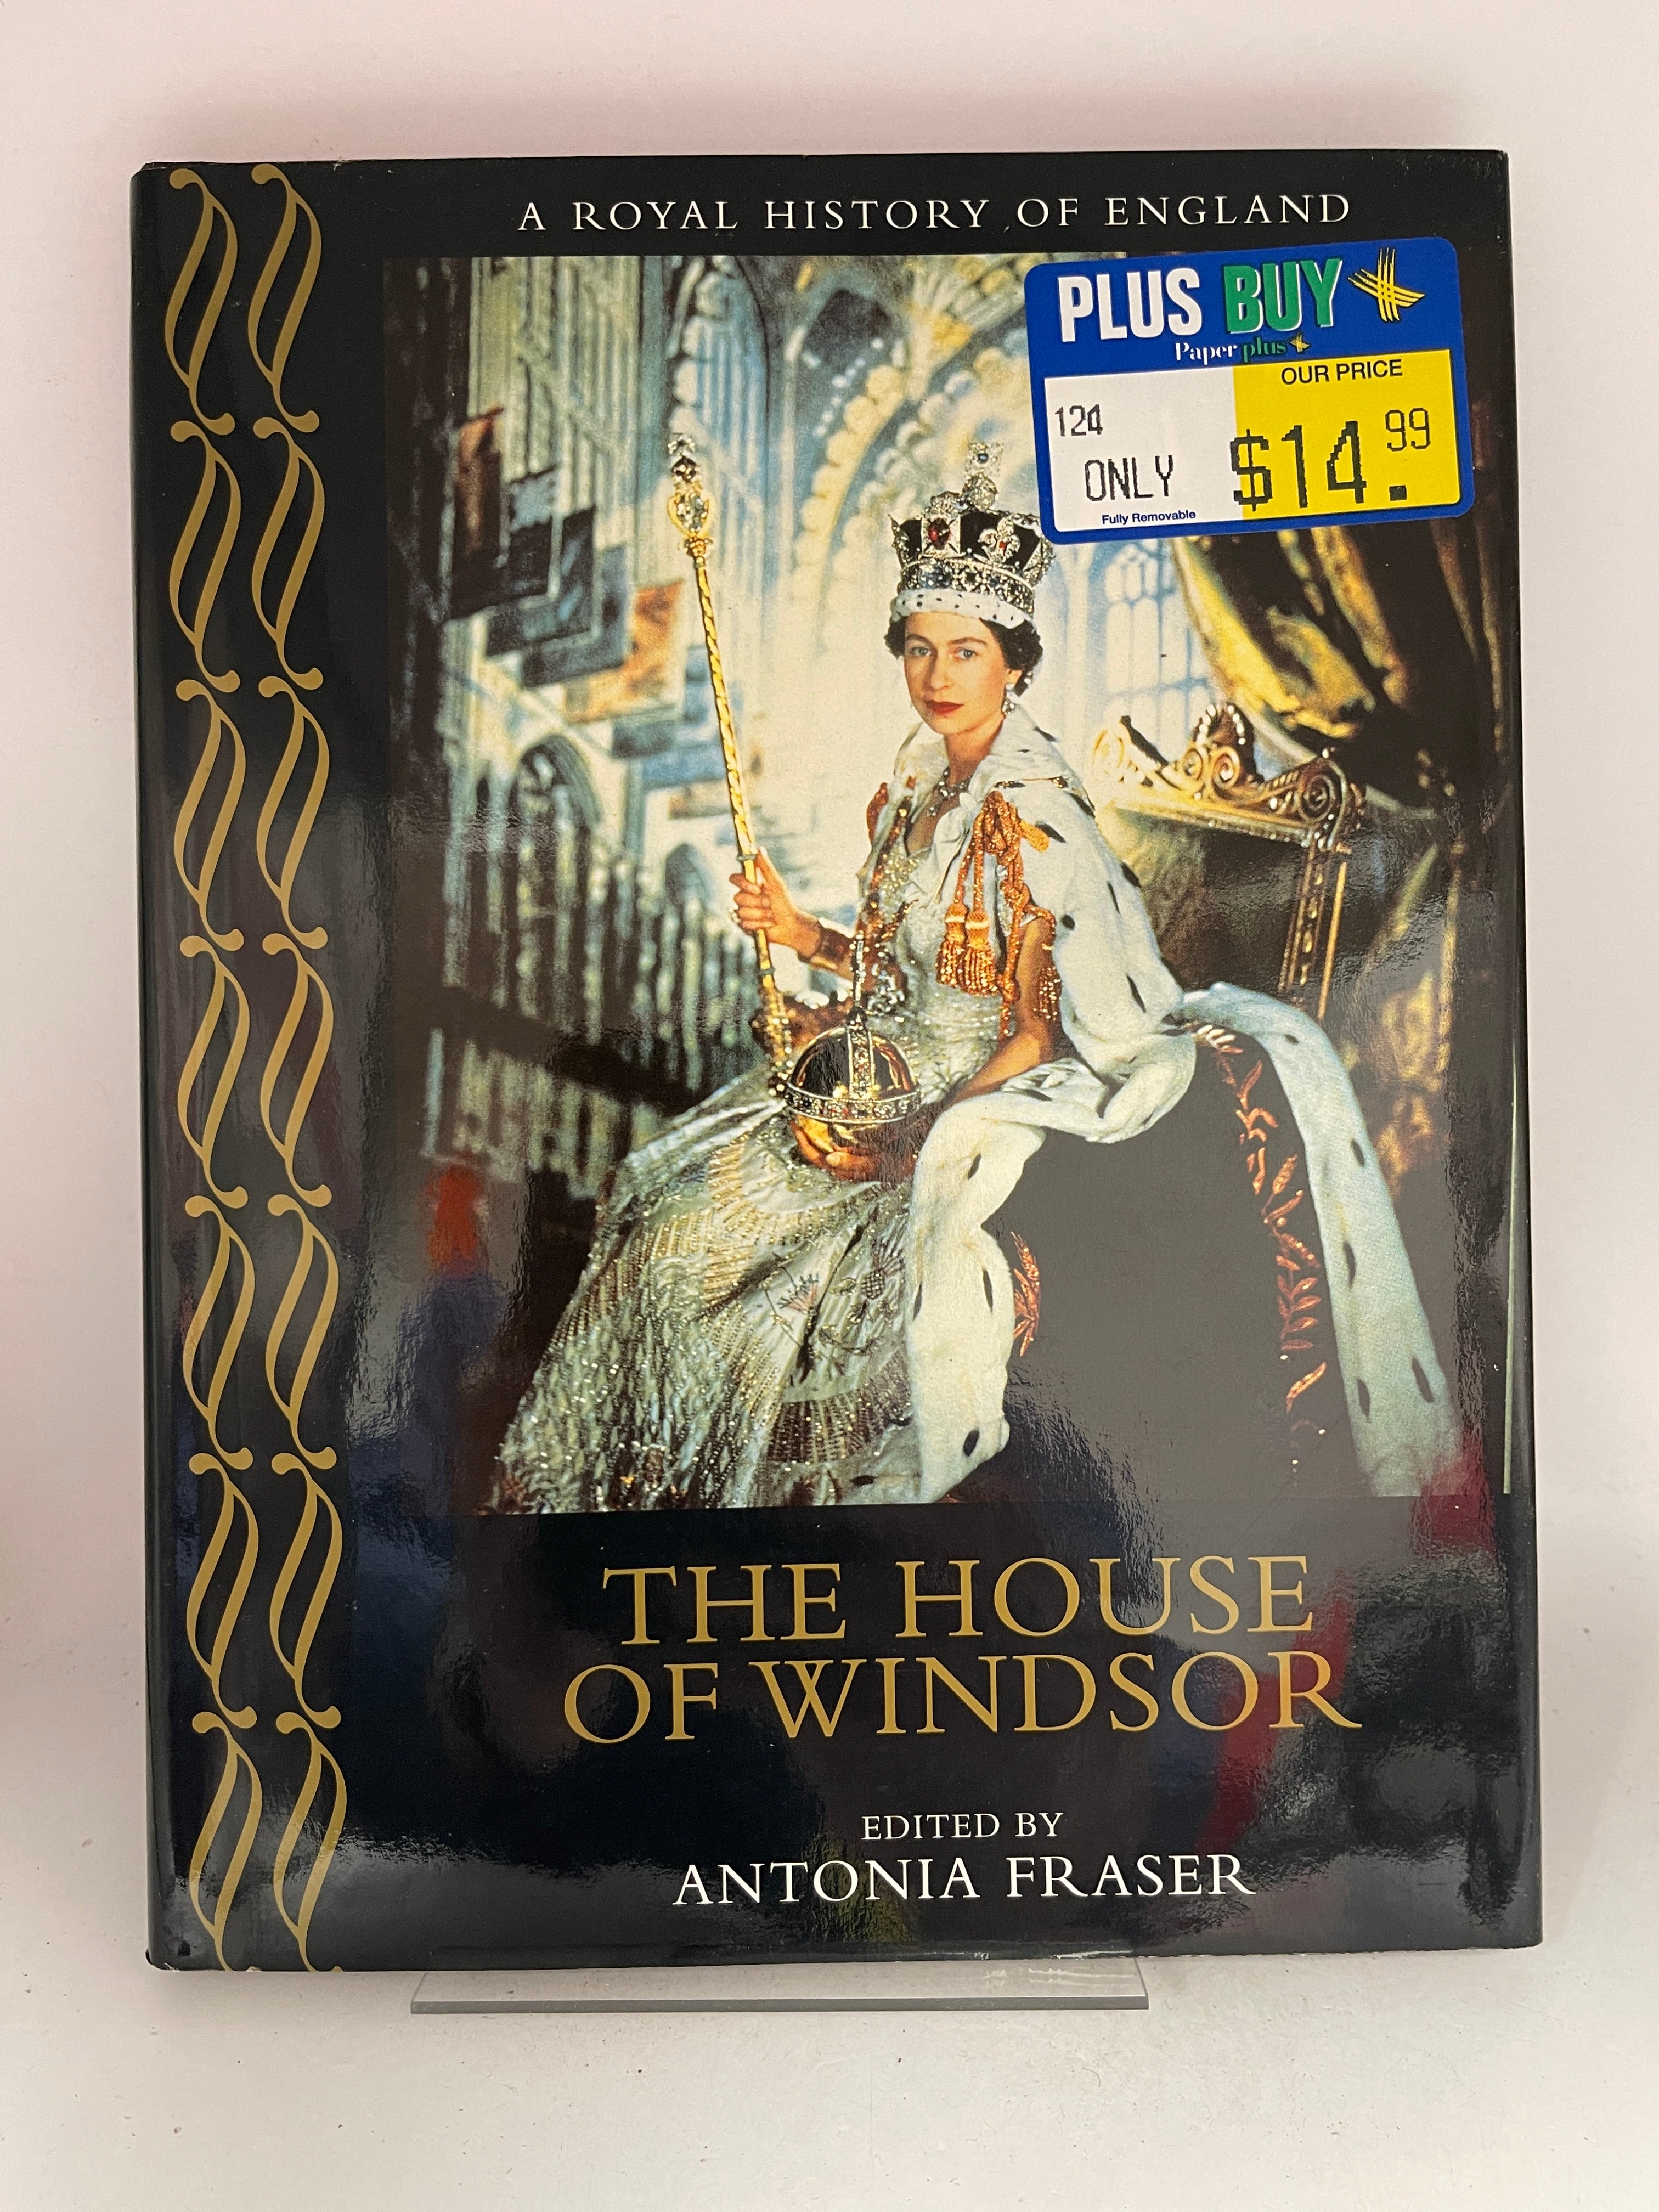 A ROYAL HISTORY OF ENGLAND
PLUS BUY
Paper plus
OUR PRICE
124
ONLY $14.99
Fully Removable
THE HOUSE
OF WINDSOR
EDITED BY
ANTONIA FRASER